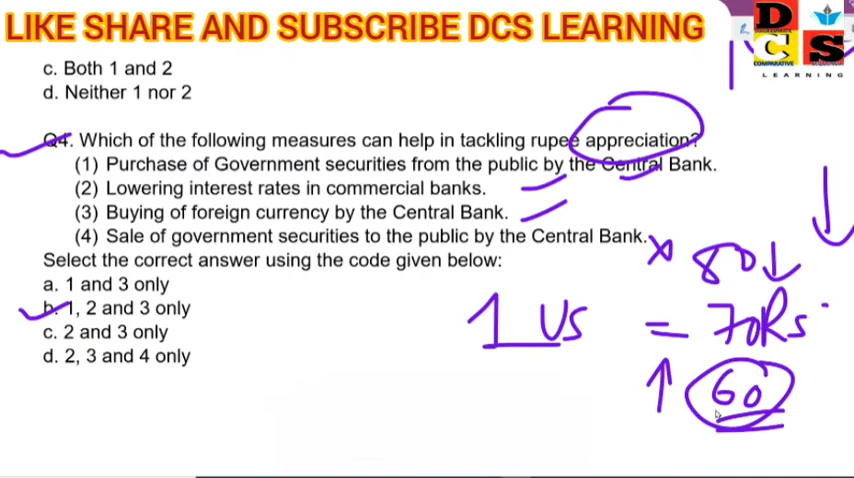 LIKE SHARE AND SUBSCRIBE DCS LEARNING
D
C
S
COMPARATIVE
LEARNING
c. Both 1 and 2
d. Neither 1 nor 2
Q4. Which of the following measures can help in tackling rupee appreciation?
(1) Purchase of Government securities from the public by the Central Bank.
(2) Lowering interest rates in commercial banks.
(3) Buying of foreign currency by the Central Bank.
(4) Sale of government securities to the public by the Central Bank.
Select the correct answer using the code given below:
a. 1 and 3 only
b. 1, 2 and 3 only
c. 2 and 3 only
d. 2, 3 and 4 only
80
1 US = 70Rs
60